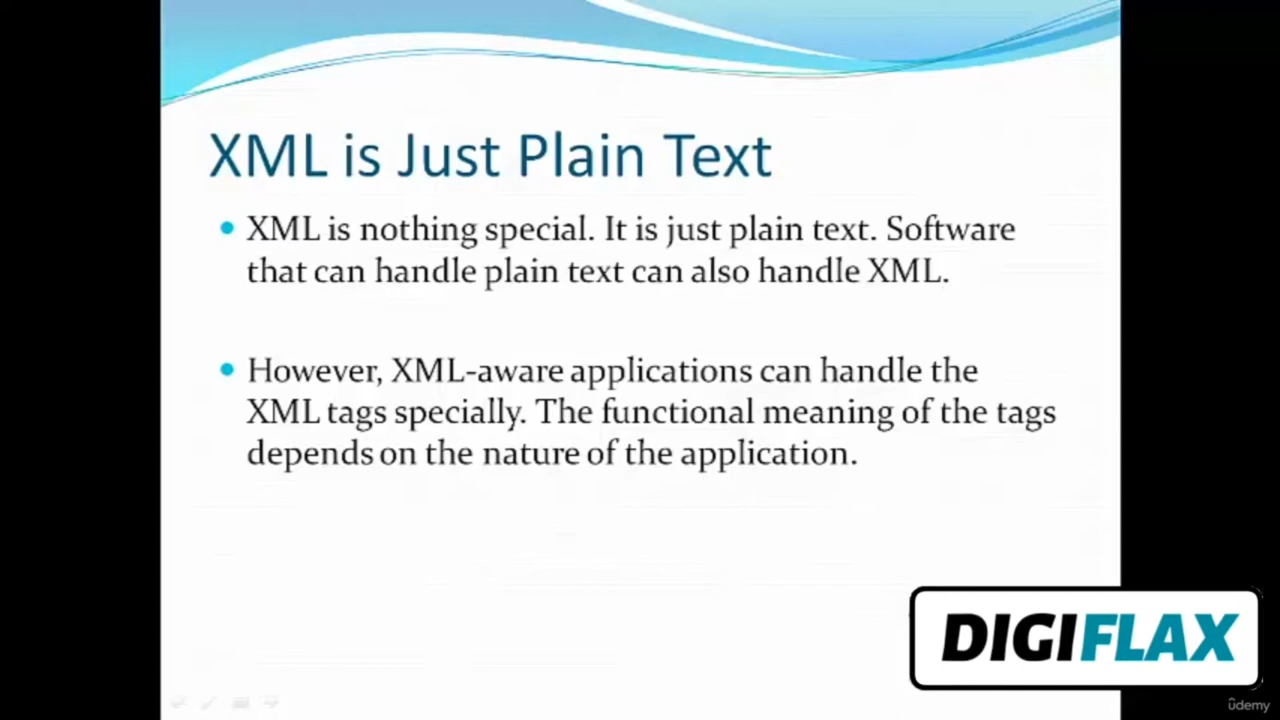 XML is Just Plain Text
XML is nothing special. It is just plain text. Software
that can handle plain text can also handle XML.
However, XML-aware applications can handle the
XML tags specially. The functional meaning of the tags
depends on the nature of the application.
DIGIFLAX
ûdemy